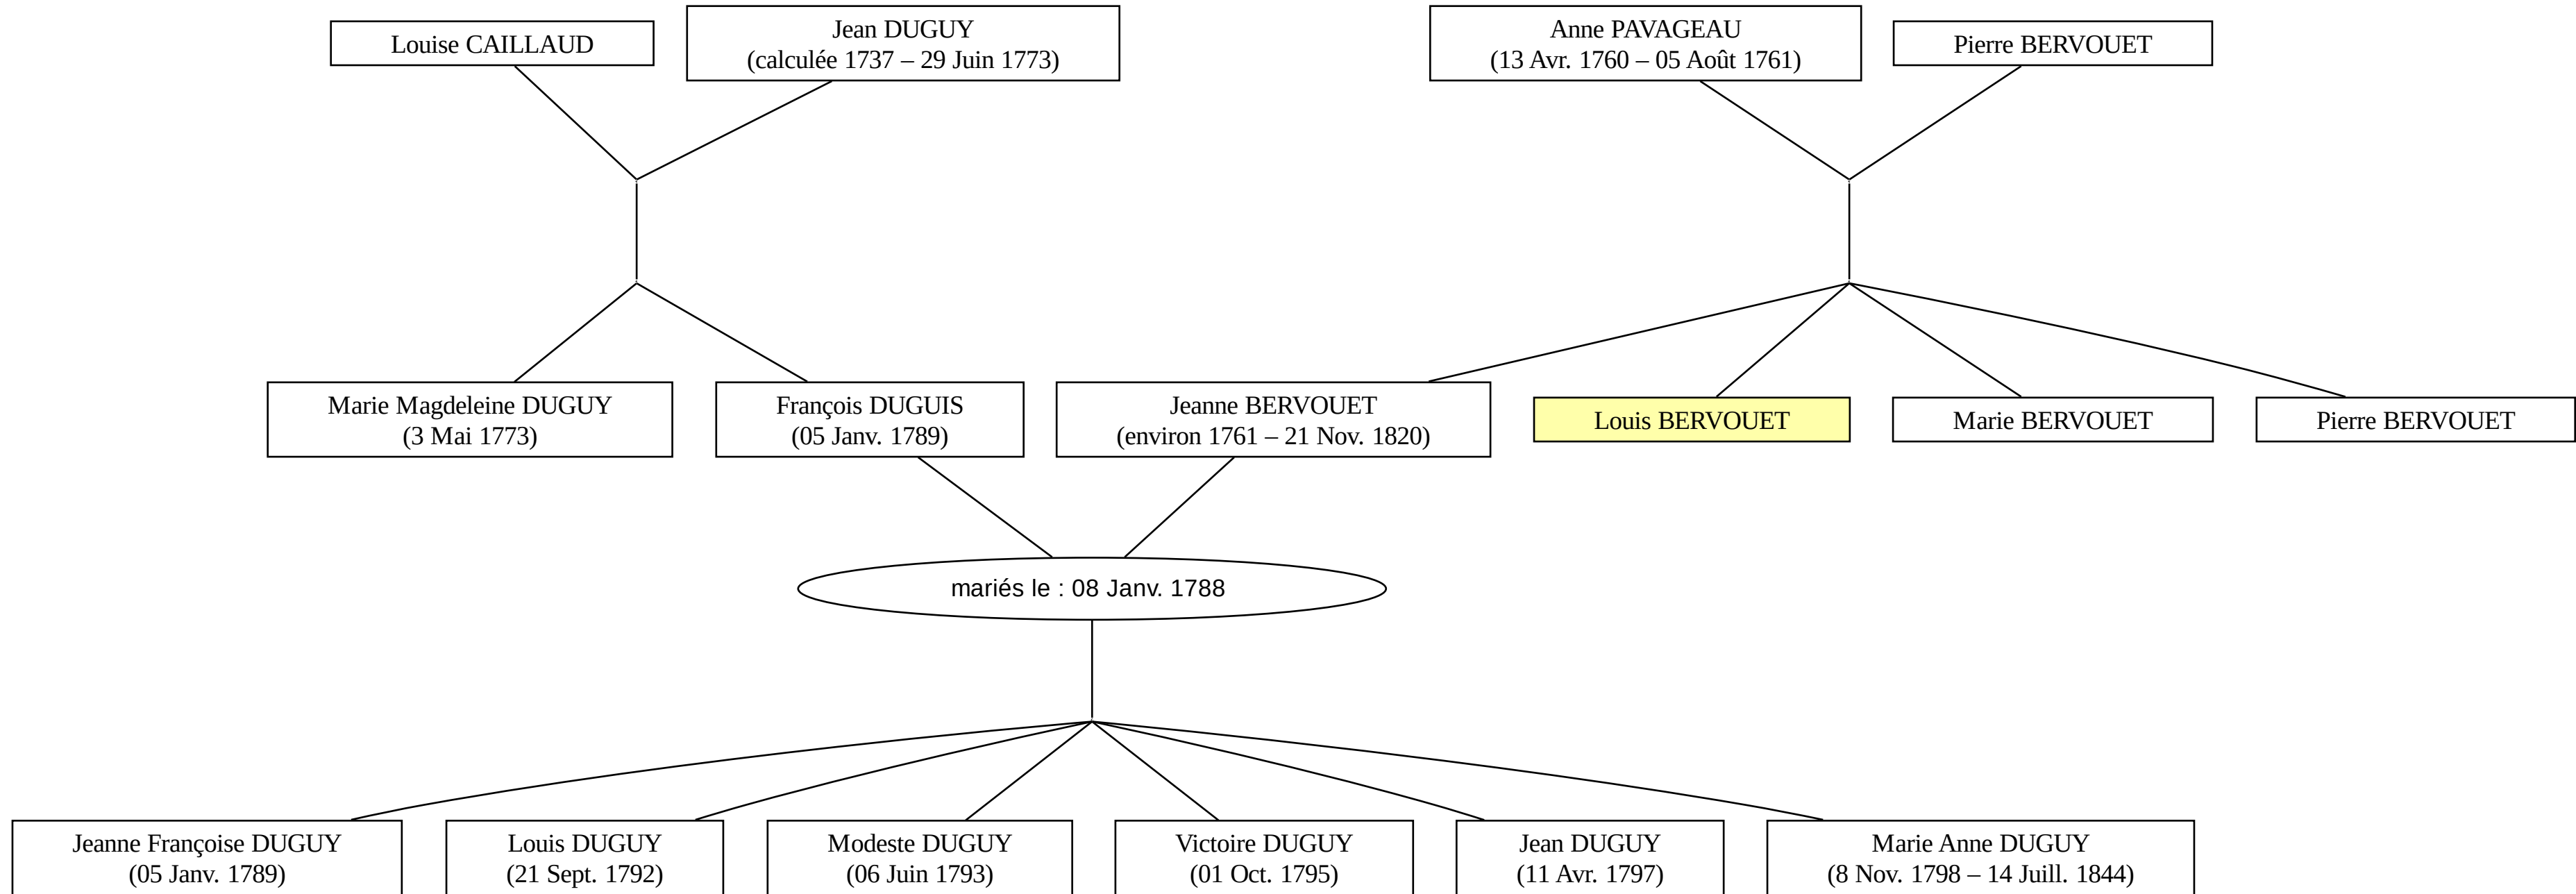 Louise CAILLAUD
Jean DUGUY
(calculée 1737 – 29 Juin 1773)
Anne PAVAGEAU
(13 Avr. 1760 – 05 Août 1761)
Pierre BERVOUET
Marie Magdeleine DUGUY
(3 Mai 1773)
François DUGUIS
(05 Janv. 1789)
Jeanne BERVOUET
(environ 1761 – 21 Nov. 1820)
Louis BERVOUET
Marie BERVOUET
Pierre BERVOUET
mariés le : 08 Janv. 1788
Jeanne Françoise DUGUY
(05 Janv. 1789)
Louis DUGUY
(21 Sept. 1792)
Modeste DUGUY
(06 Juin 1793)
Victoire DUGUY
(01 Oct. 1795)
Jean DUGUY
(11 Avr. 1797)
Marie Anne DUGUY
(8 Nov. 1798 – 14 Juill. 1844)